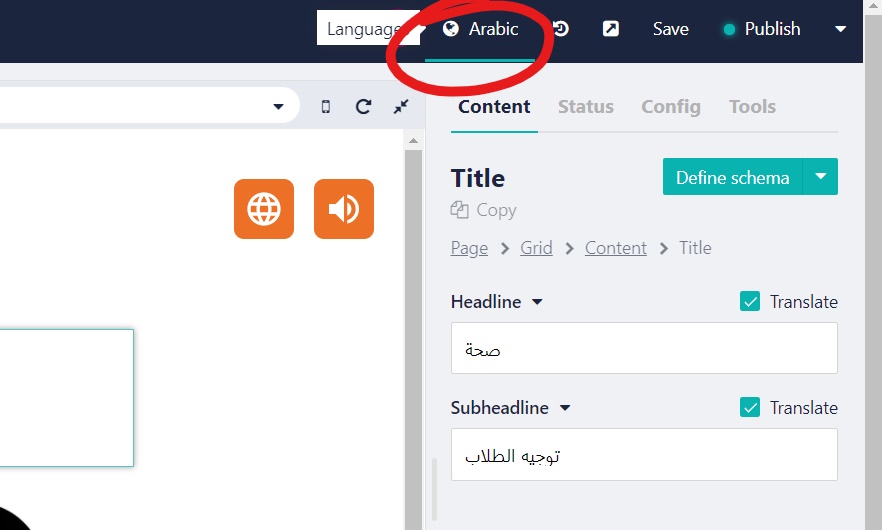 Language Arabic Save Publish
Content Status Config Tools
Title Define schema
Copy
Page Grid Content Title
Headline Translate
صحة
Subheadline Translate
توجيه الطلاب